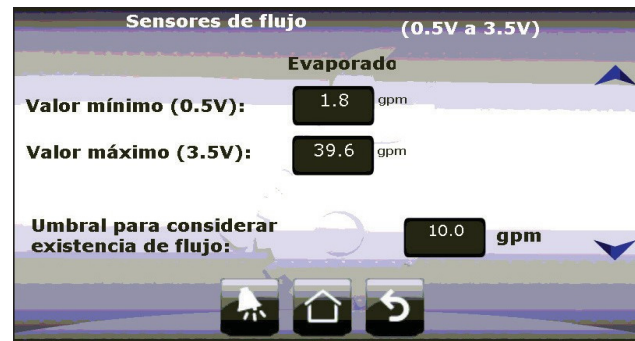 Sensores de flujo (0.5V a 3.5V)
Evaporado
Valor mínimo (0.5V): 1.8 gpm
Valor máximo (3.5V): 39.6 gpm
Umbral para considerar
existencia de flujo: 10.0 gpm